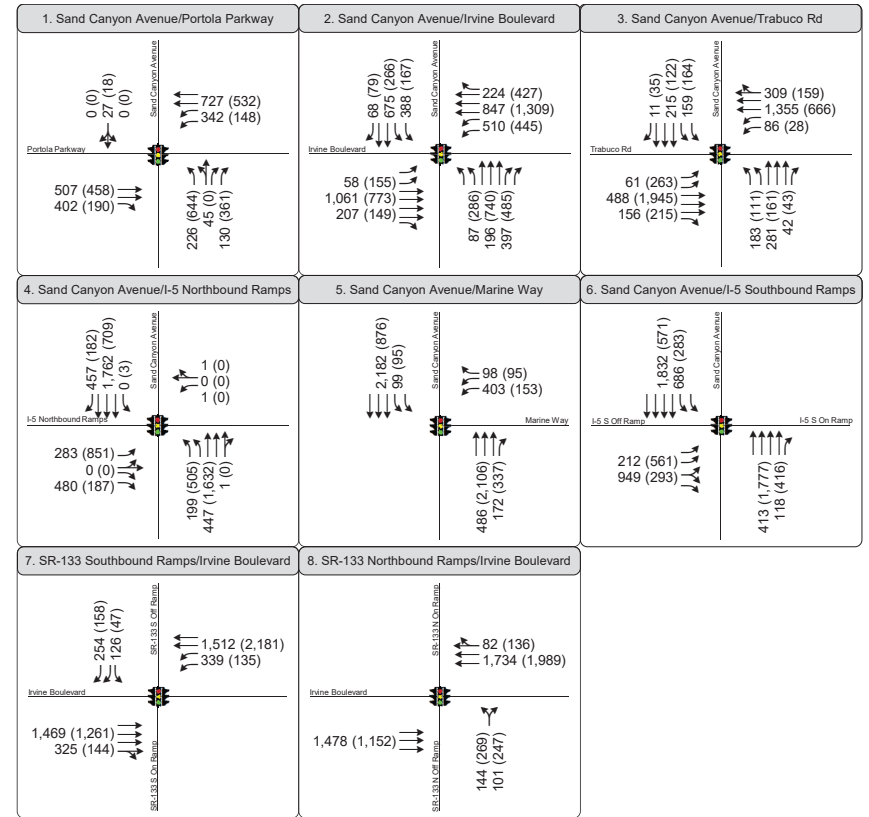 1. Sand Canyon Avenue/Portola Parkway
0 (0)
27 (18)
0 (0)
Sand Canyon Avenue
727 (532)
342 (148)
Portola Parkway
507 (458)
402 (190)
226 (644)
45 (0)
130 (361)
2. Sand Canyon Avenue/Irvine Boulevard
68 (79)
675 (266)
388 (167)
Sand Canyon Avenue
224 (427)
847 (1,309)
510 (445)
Irvine Boulevard
58 (155)
1,061 (773)
207 (149)
87 (286)
196 (740)
397 (485)
3. Sand Canyon Avenue/Trabuco Rd
11 (35)
215 (122)
159 (164)
Sand Canyon Avenue
309 (159)
1,355 (666)
86 (28)
Trabuco Rd
61 (263)
488 (1,945)
156 (215)
183 (111)
281 (161)
42 (43)
4. Sand Canyon Avenue/I-5 Northbound Ramps
457 (182)
1,762 (709)
0 (3)
Sand Canyon Avenue
1 (0)
0 (0)
1 (0)
I-5 Northbound Ramps
283 (851)
0 (0)
480 (187)
199 (505)
447 (1,632)
1 (0)
5. Sand Canyon Avenue/Marine Way
2,182 (876)
99 (95)
Sand Canyon Avenue
98 (95)
403 (153)
Marine Way
486 (2,106)
172 (337)
6. Sand Canyon Avenue/I-5 Southbound Ramps
1,832 (571)
686 (283)
Sand Canyon Avenue
I-5 S Off Ramp
I-5 S On Ramp
212 (561)
949 (293)
413 (1,777)
118 (416)
7. SR-133 Southbound Ramps/Irvine Boulevard
254 (158)
126 (47)
SR-133 S Off Ramp
1,512 (2,181)
339 (135)
Irvine Boulevard
1,469 (1,261)
325 (144)
SR-133 S On Ramp
8. SR-133 Northbound Ramps/Irvine Boulevard
SR-133 N On Ramp
82 (136)
1,734 (1,989)
Irvine Boulevard
1,478 (1,152)
SR-133 N Off Ramp
144 (269)
101 (247)